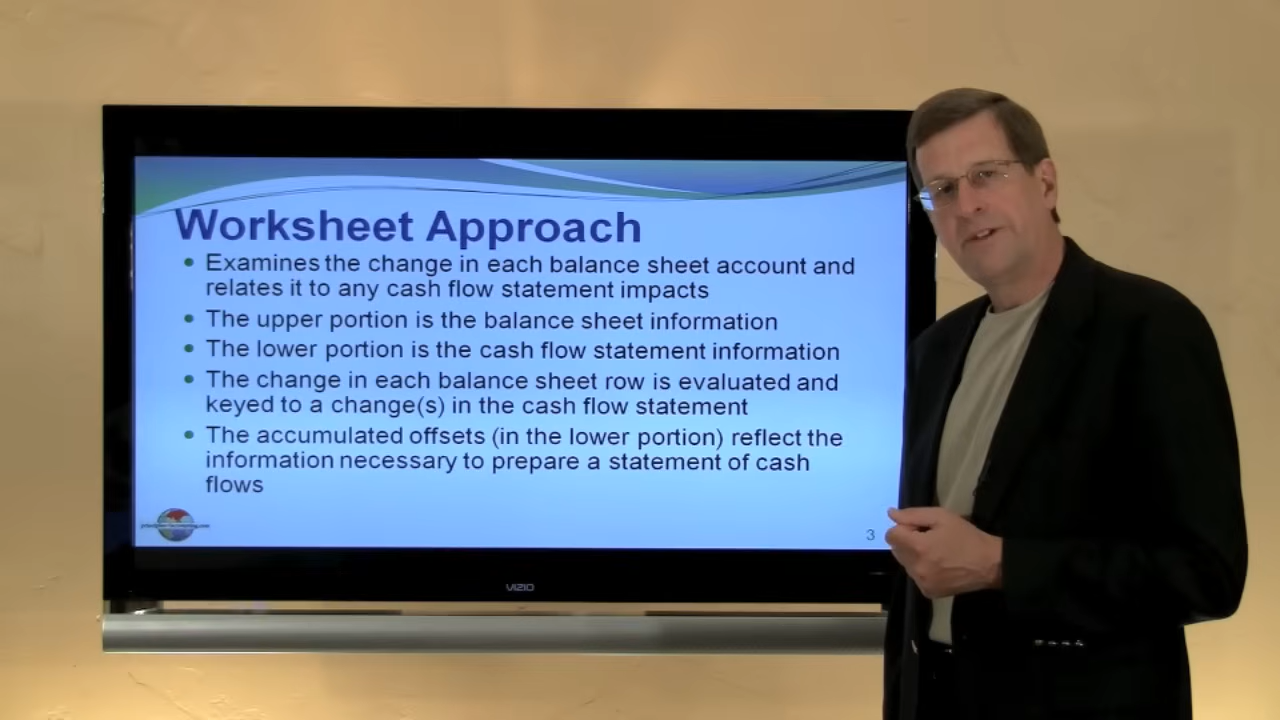 Worksheet Approach
Examines the change in each balance sheet account and
relates it to any cash flow statement impacts
The upper portion is the balance sheet information
The lower portion is the cash flow statement information
The change in each balance sheet row is evaluated and
keyed to a change(s) in the cash flow statement
The accumulated offsets (in the lower portion) reflect the
information necessary to prepare a statement of cash
flows
3
VIZIO